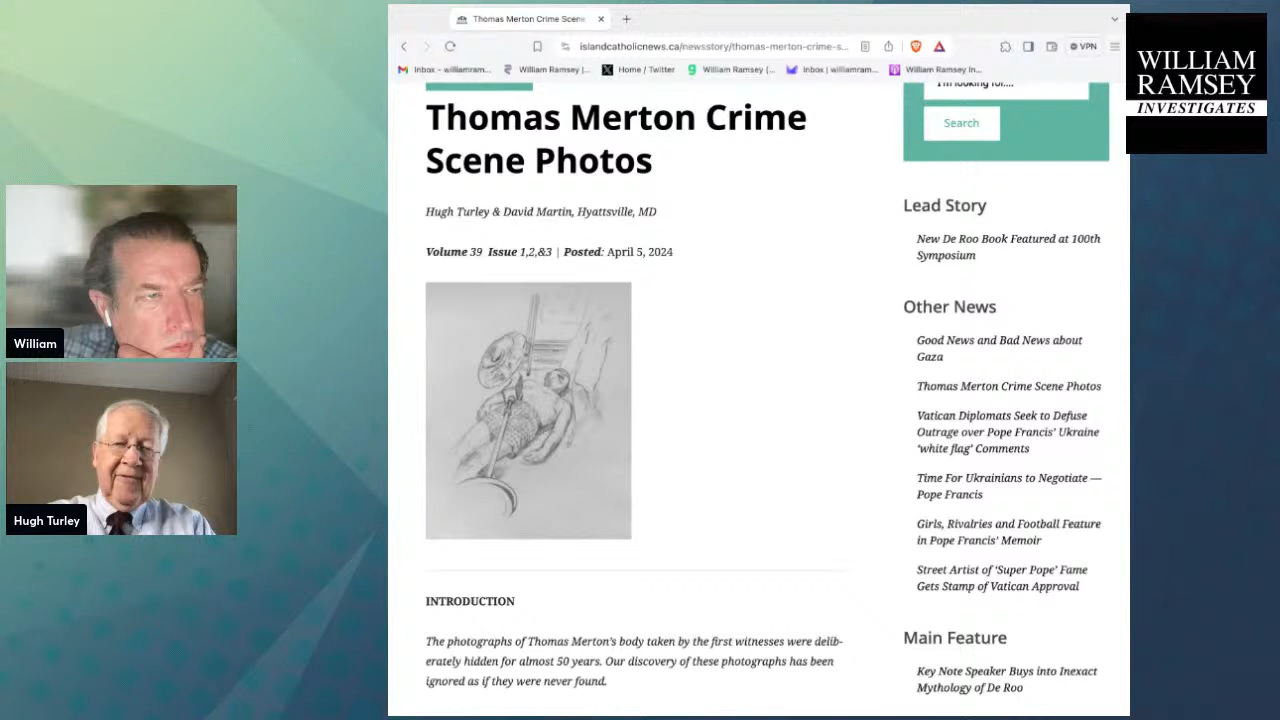 Thomas Merton Crime Scene
islandcatholicnews.ca/newsstory/thomas-merton-crime-s...
VPN
Inbox – williamram...
William Ramsey |...
Home / Twitter
William Ramsey (...
Inbox | williamram...
William Ramsey In...
WILLIAM
RAMSEY
INVESTIGATES
Thomas Merton Crime
Scene Photos
Hugh Turley & David Martin, Hyattsville, MD
Volume 39 Issue 1,2,&3 | Posted: April 5, 2024
INTRODUCTION
The photographs of Thomas Merton's body taken by the first witnesses were delib-
erately hidden for almost 50 years. Our discovery of these photographs has been
ignored as if they were never found.
I'm looking for....
Search
Lead Story
New De Roo Book Featured at 100th
Symposium
Other News
Good News and Bad News about
Gaza
Thomas Merton Crime Scene Photos
Vatican Diplomats Seek to Defuse
Outrage over Pope Francis' Ukraine
'white flag' Comments
Time For Ukrainians to Negotiate —
Pope Francis
Girls, Rivalries and Football Feature
in Pope Francis' Memoir
Street Artist of 'Super Pope' Fame
Gets Stamp of Vatican Approval
Main Feature
Key Note Speaker Buys into Inexact
Mythology of De Roo
William
Hugh Turley